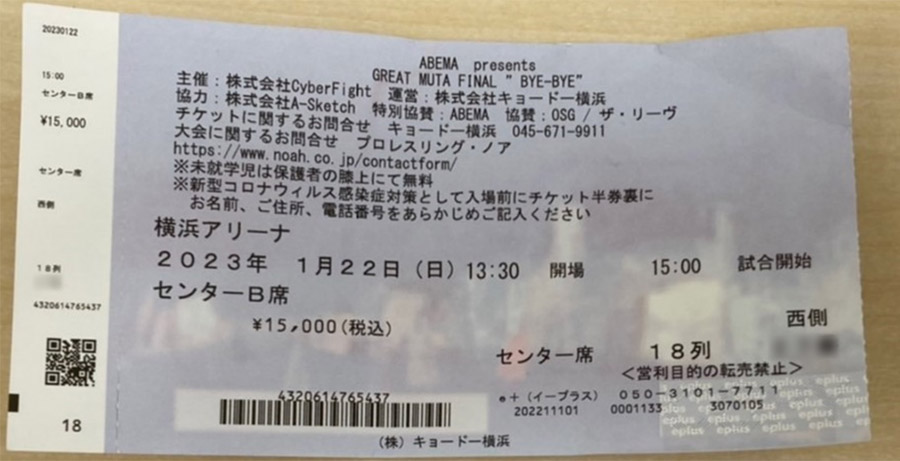 20230122
15:00
センターB席
¥15,000
センター席
西側
18列
4320614765437
18
ABEMA presents
GREAT MUTA FINAL " BYE-BYE"
主催：株式会社CyberFight 運営：株式会社キョードー横浜
協力：株式会社A-Sketch 特別協賛：ABEMA 協賛：OSG / ザ・リーヴ
チケットに関するお問合せ キョードー横浜 045-671-9911
大会に関するお問合せ プロレスリング・ノア
https://www.noah.co.jp/contactform/
※未就学児は保護者の膝上にて無料
※新型コロナウィルス感染症対策として入場前にチケット半券裏に
お名前、ご住所、電話番号をあらかじめご記入ください
横浜アリーナ
２０２３年 １月２２日（日）13:30 開場 15:00 試合開始
センターＢ席
¥15,000(税込)
西側
センター席 １８列
＜営利目的の転売禁止＞
4320614765437
e＋（イープラス） 050-3101-7711
202211101 0001133 3070105
eplus eplus eplus
（株）キョードー横浜